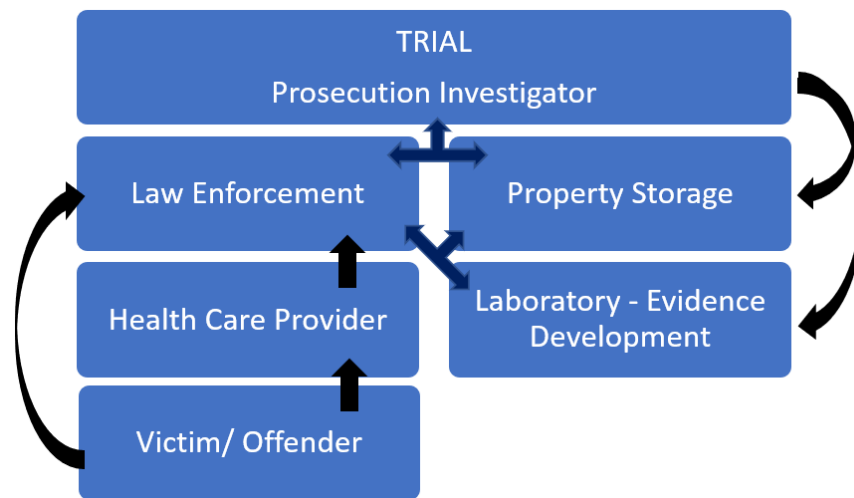 TRIAL
Prosecution Investigator
Law Enforcement
Property Storage
Health Care Provider
Laboratory - Evidence
Development
Victim/ Offender